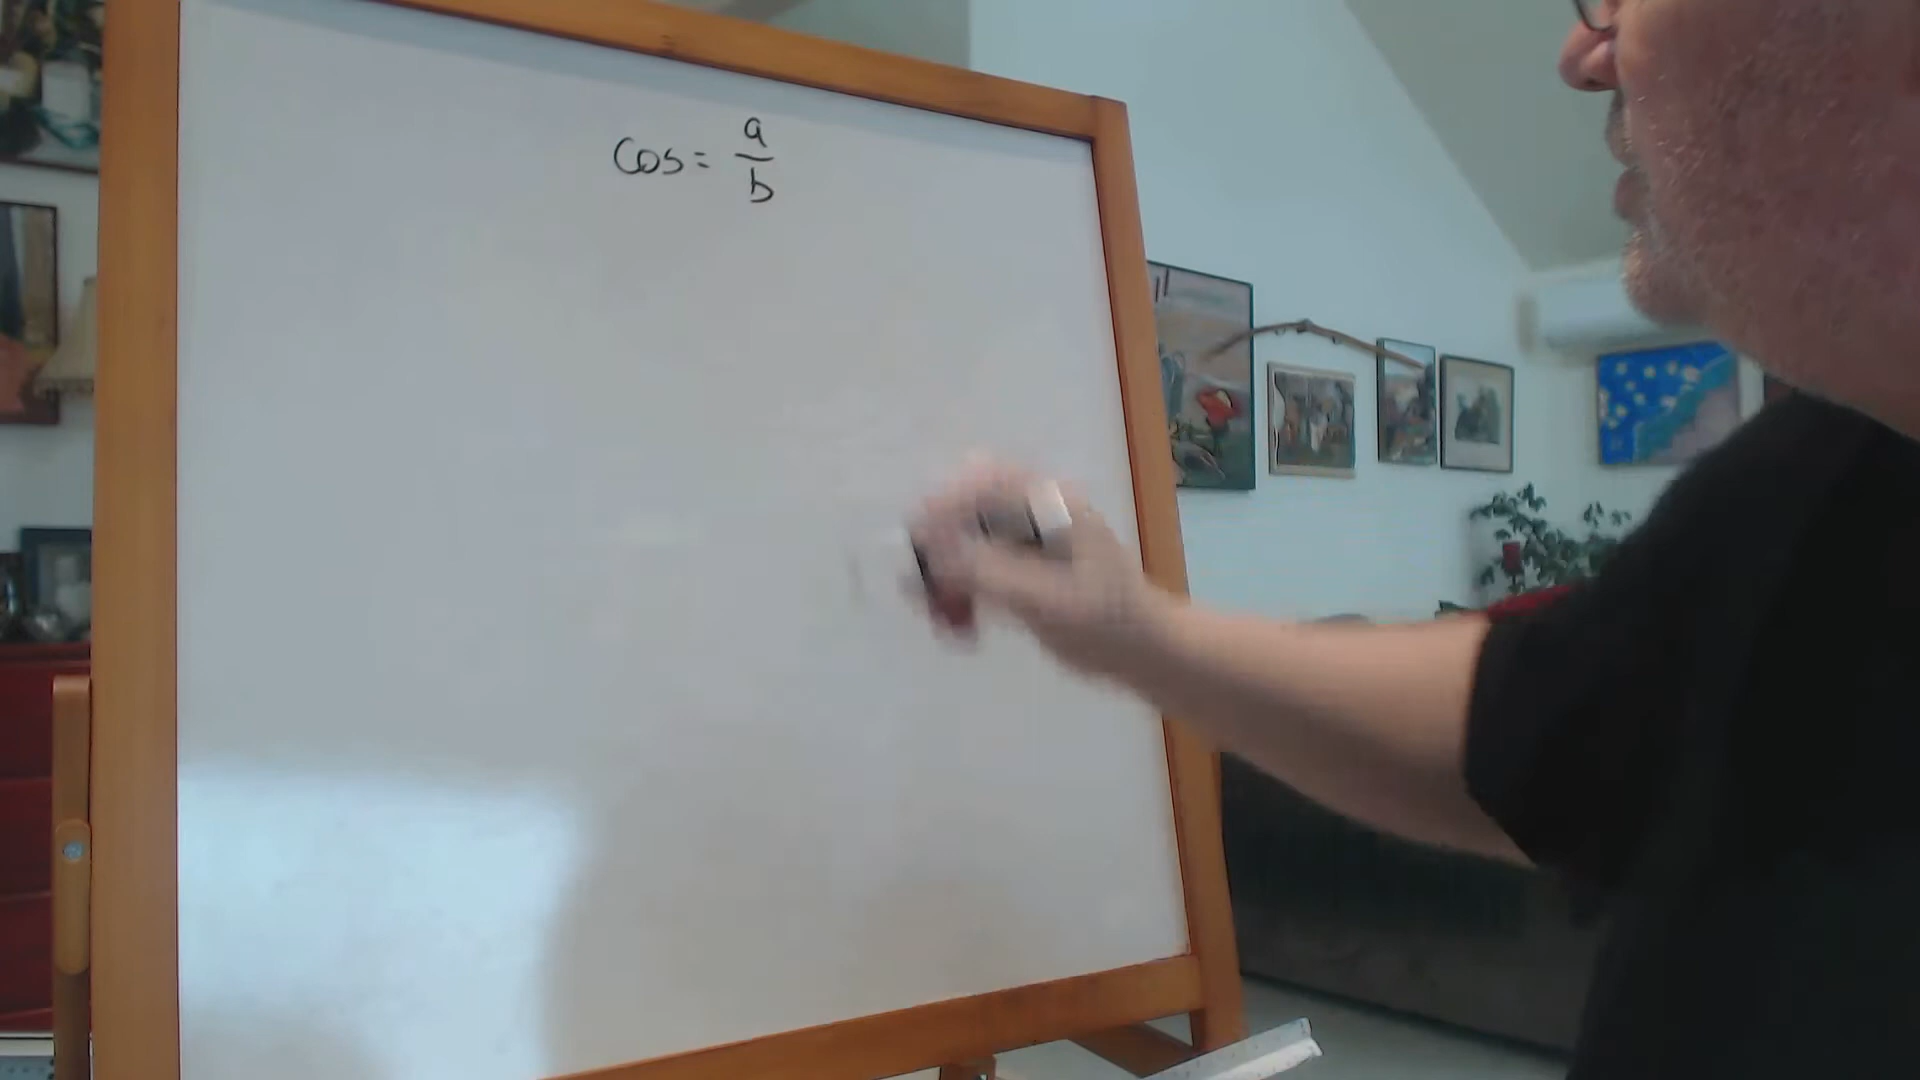 Cos = a/b